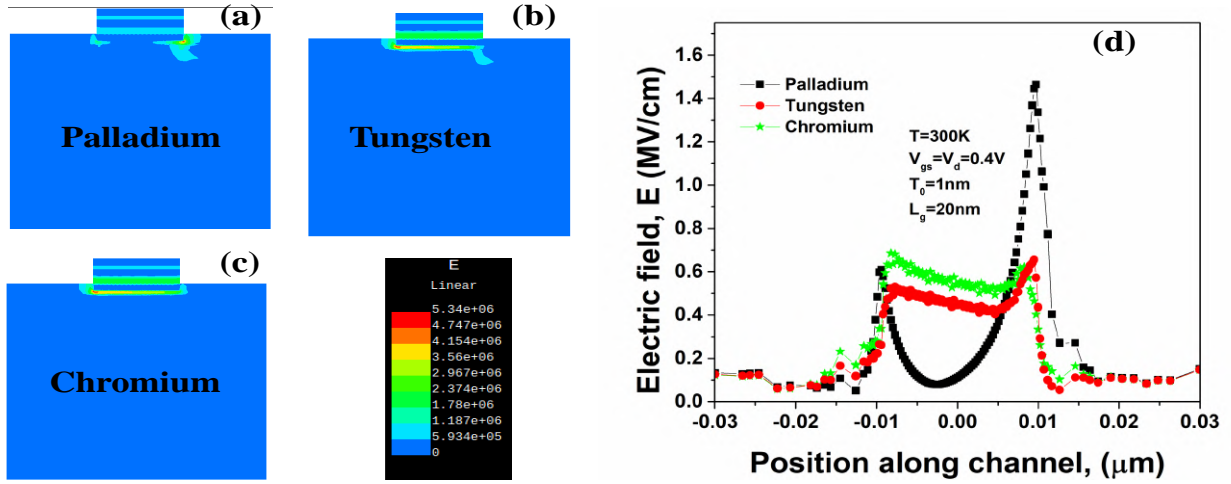 (a)
Palladium
(b)
Tungsten
(c)
Chromium
E
Linear
5.34e+06
4.747e+06
4.154e+06
3.56e+06
2.967e+06
2.374e+06
1.78e+06
1.187e+06
5.934e+05
0
(d)
Palladium
Tungsten
Chromium
T=300K
Vgs=Vd=0.4V
T0=1nm
Lg=20nm
Electric field, E (MV/cm)
1.6
1.4
1.2
1.0
0.8
0.6
0.4
0.2
0.0
-0.03 -0.02 -0.01 0.00 0.01 0.02 0.03
Position along channel, (μm)